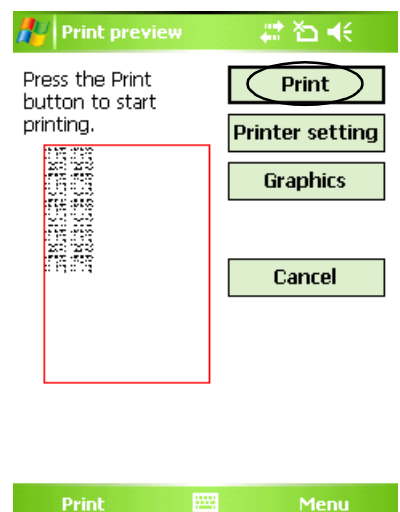 Print preview
Press the Print
button to start
printing.
Print
Printer setting
Graphics
Cancel
Print
Menu